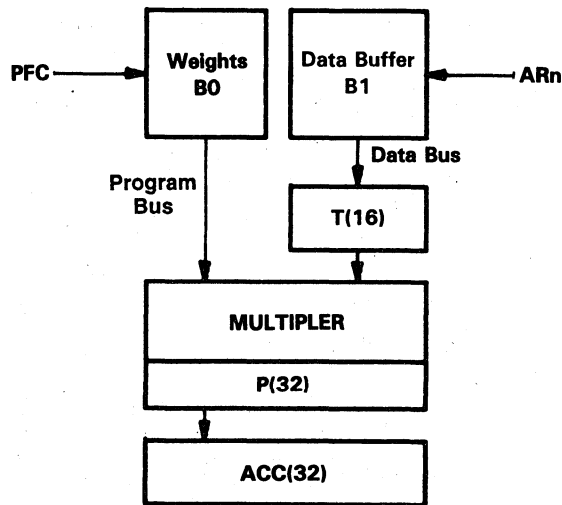 PFC
Weights
B0
Data Buffer
B1
ARn
Program
Bus
Data Bus
T(16)
MULTIPLER
P(32)
ACC(32)